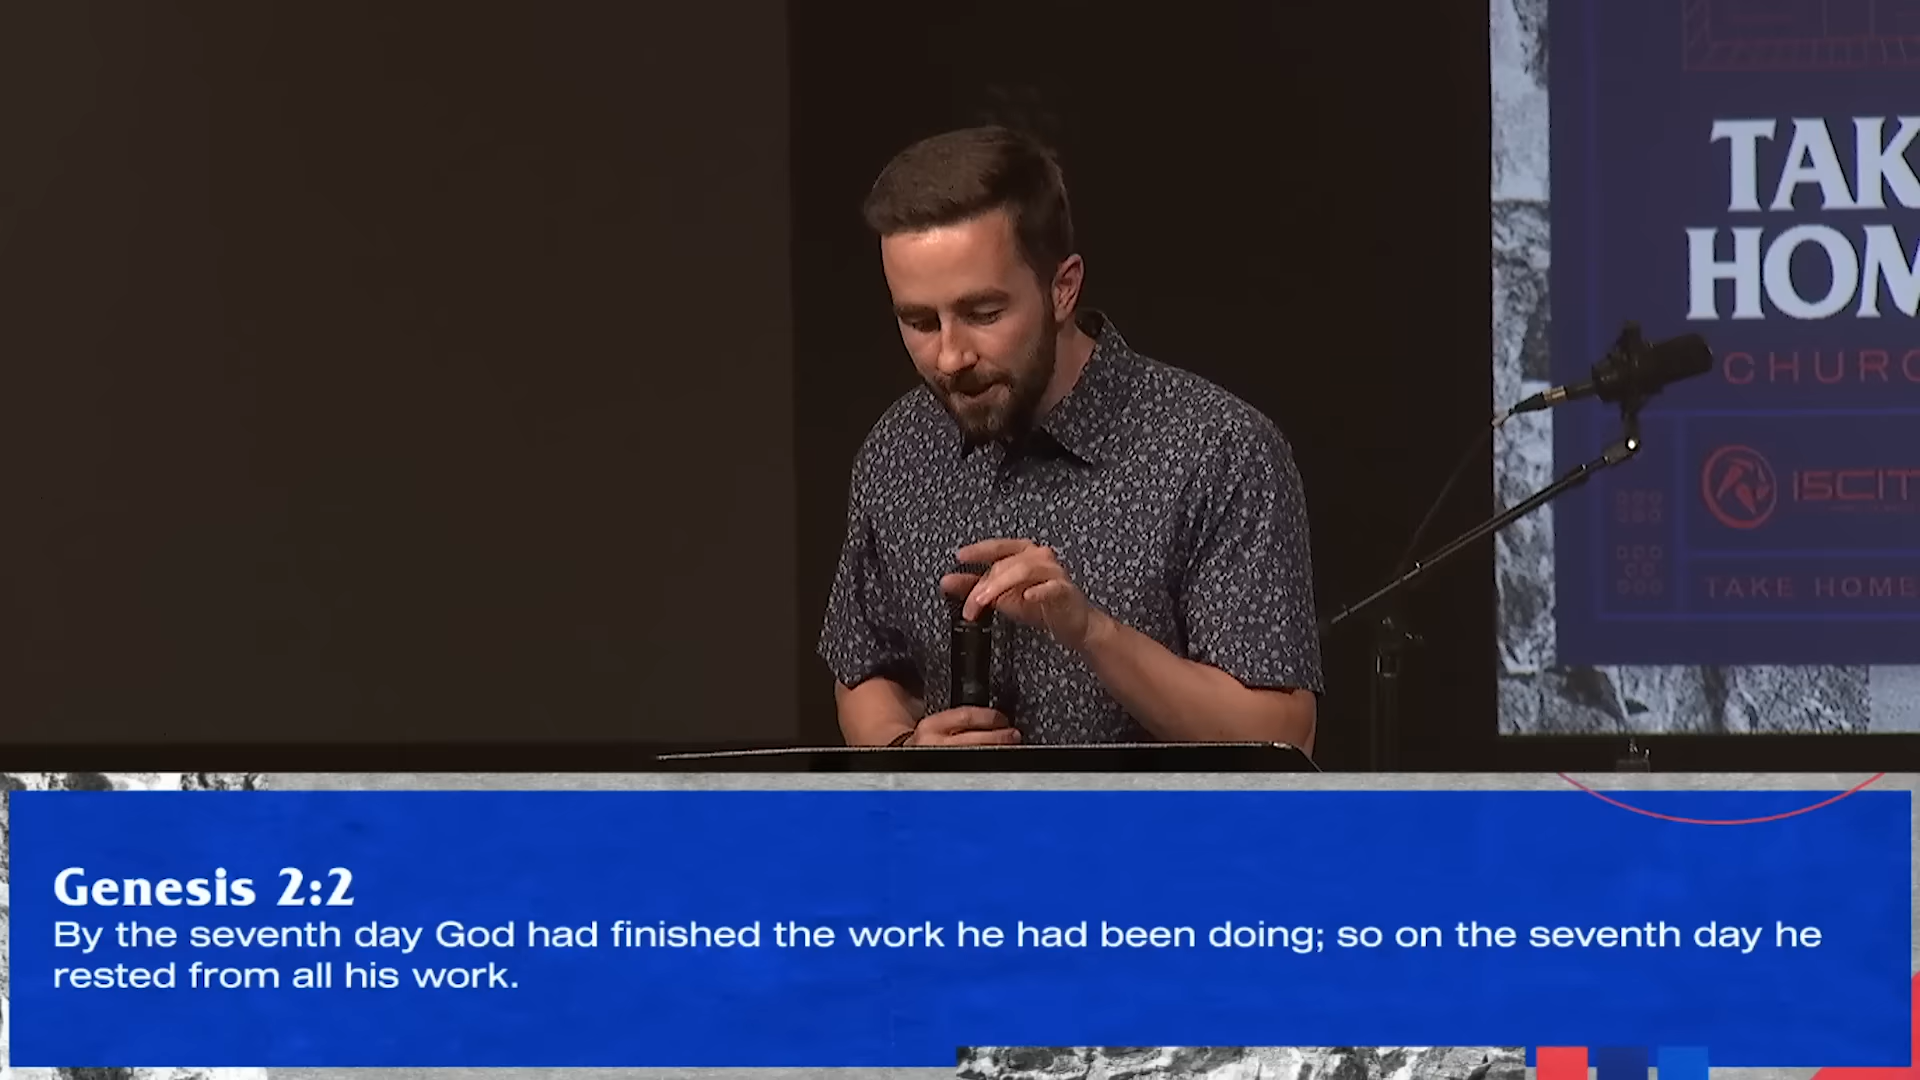 TAK
HOM
CHURC
15CIT
TAKE HOME
Genesis 2:2
By the seventh day God had finished the work he had been doing; so on the seventh day he
rested from all his work.